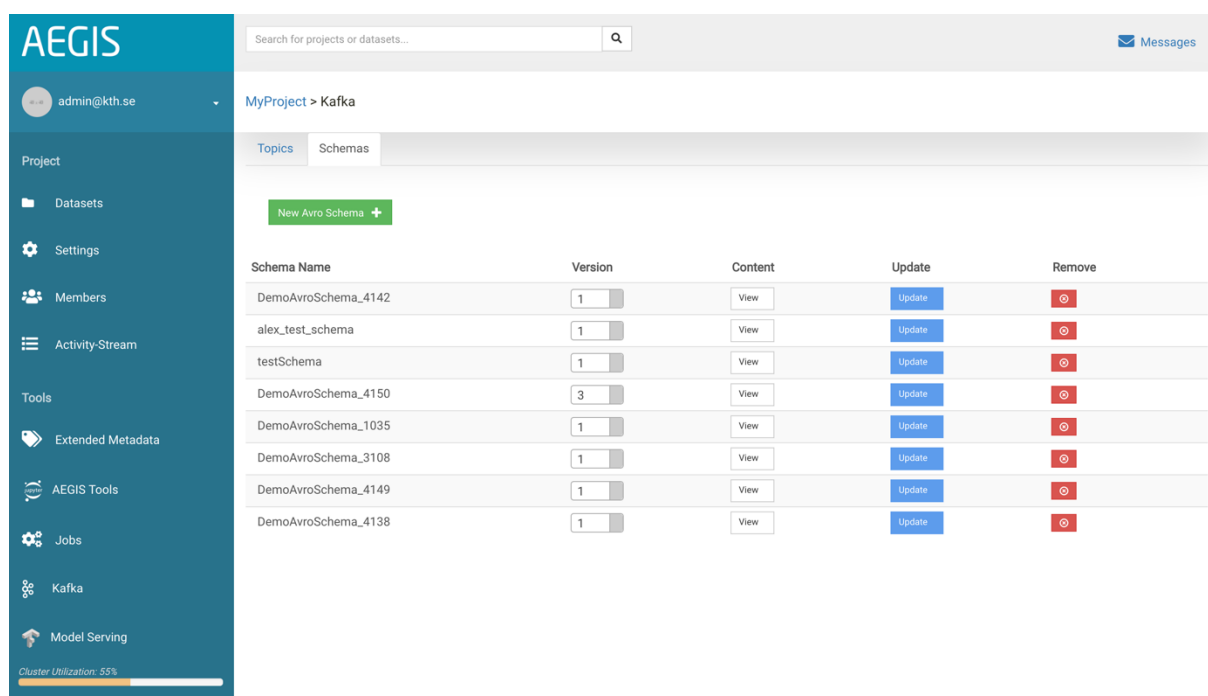 AEGIS
Search for projects or datasets...
Messages
admin@kth.se
MyProject > Kafka
Project
Topics Schemas
Datasets
New Avro Schema
Settings
Schema Name Version Content Update Remove
Members
DemoAvroSchema_4142 1 View Update
alex_test_schema 1 View Update
Activity-Stream
testSchema 1 View Update
Tools
DemoAvroSchema_4150 3 View Update
DemoAvroSchema_1035 1 View Update
Extended Metadata
DemoAvroSchema_3108 1 View Update
AEGIS Tools
DemoAvroSchema_4149 1 View Update
DemoAvroSchema_4138 1 View Update
Jobs
Kafka
Model Serving
Cluster Utilization: 55%